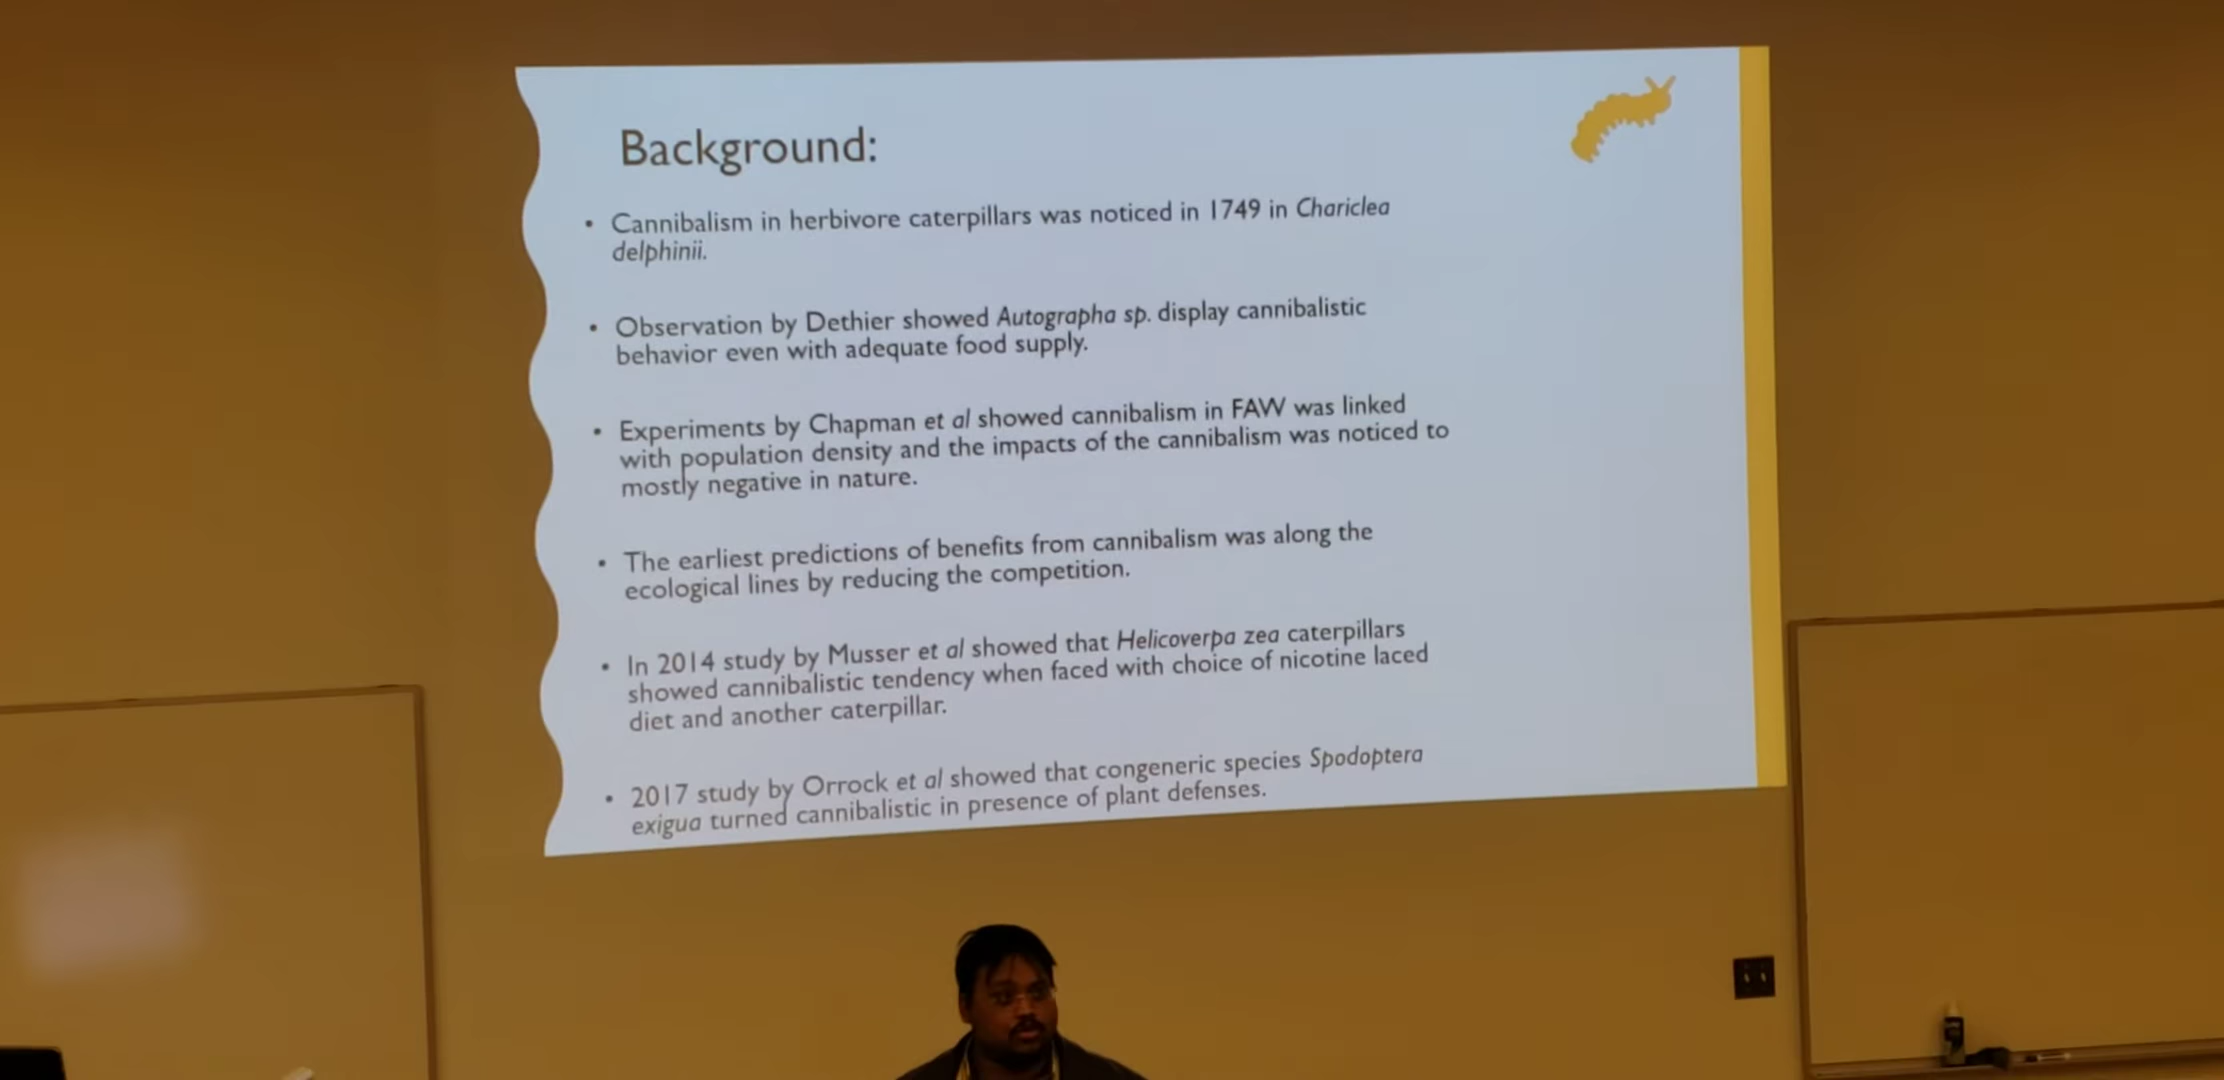 Background:
• Cannibalism in herbivore caterpillars was noticed in 1749 in Chariclea
delphinii.
• Observation by Dethier showed Autographa sp. display cannibalistic
behavior even with adequate food supply.
• Experiments by Chapman et al showed cannibalism in FAW was linked
with population density and the impacts of the cannibalism was noticed to
mostly negative in nature.
• The earliest predictions of benefits from cannibalism was along the
ecological lines by reducing the competition.
• In 2014 study by Musser et al showed that Helicoverpa zea caterpillars
showed cannibalistic tendency when faced with choice of nicotine laced
diet and another caterpillar.
• 2017 study by Orrock et al showed that congeneric species Spodoptera
exigua turned cannibalistic in presence of plant defenses.